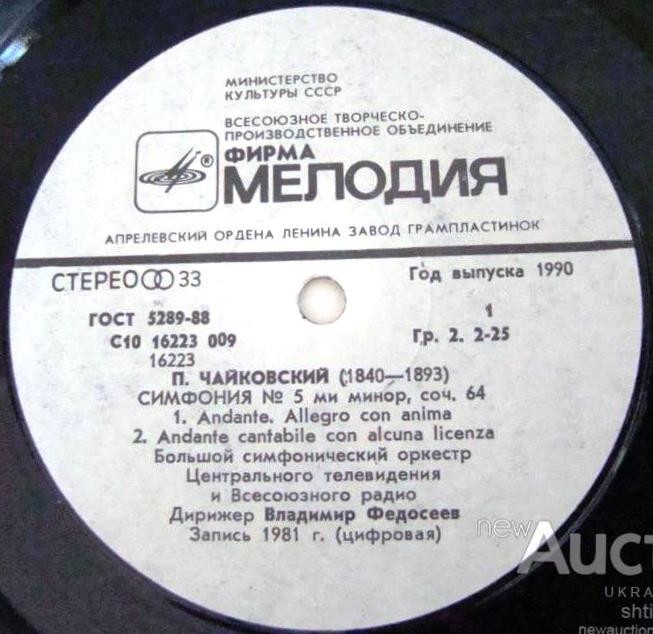 МИНИСТЕРСТВО
КУЛЬТУРЫ СССР
ВСЕСОЮЗНОЕ ТВОРЧЕСКО-
ПРОИЗВОДСТВЕННОЕ ОБЪЕДИНЕНИЕ
® ФИРМА
МЕЛОДИЯ
АПРЕЛЕВСКИЙ ОРДЕНА ЛЕНИНА ЗАВОД ГРАМПЛАСТИНОК
СТЕРЕО 33
Год выпуска 1990
ГОСТ 5289-88
1
С10 16223 009
Гр. 2. 2-25
16223
П. ЧАЙКОВСКИЙ (1840—1893)
СИМФОНИЯ № 5 ми минор, соч. 64
1. Andante. Allegro con anima
2. Andante cantabile con alcuna licenza
Большой симфонический оркестр
Центрального телевидения
и Всесоюзного радио
Дирижер Владимир Федосеев
Запись 1981 г. (цифровая)
new
Auct
UKRA
shti
newauction